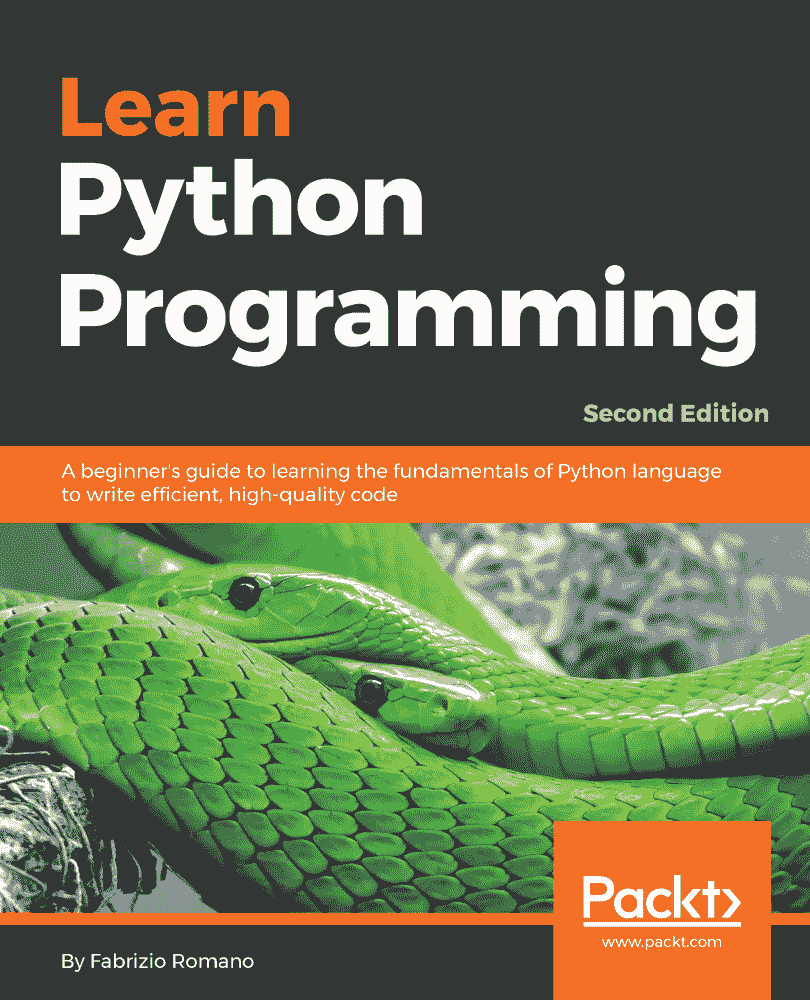 Learn
Python
Programming
Second Edition
A beginner's guide to learning the fundamentals of Python language
to write efficient, high-quality code
Packt>
www.packt.com
By Fabrizio Romano